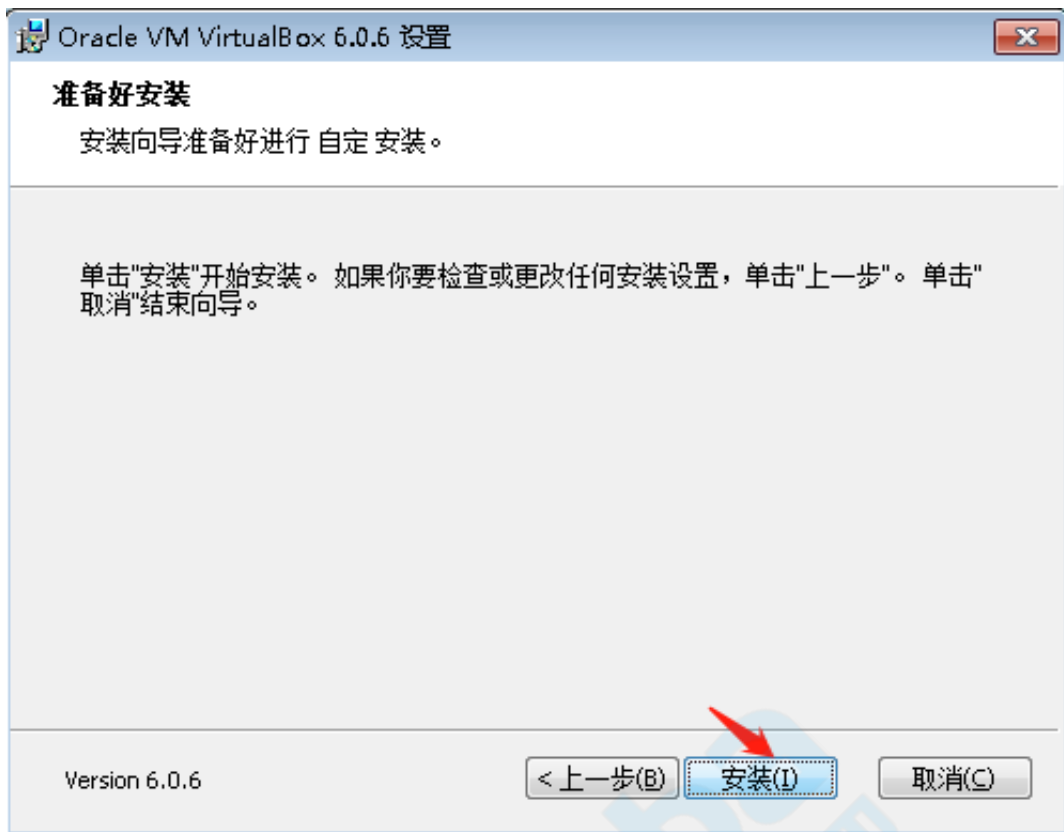 Oracle VM VirtualBox 6.0.6 设置
准备好安装
安装向导准备好进行 自定 安装。
单击"安装"开始安装。 如果你要检查或更改任何安装设置，单击"上一步"。 单击"
取消"结束向导。
Version 6.0.6
< 上一步(B)
安装(I)
取消(C)